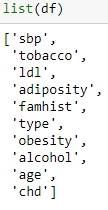 list(df)
['sbp',
'tobacco',
'ldl',
'adiposity',
'famhist',
'type',
'obesity',
'alcohol',
'age',
'chd']